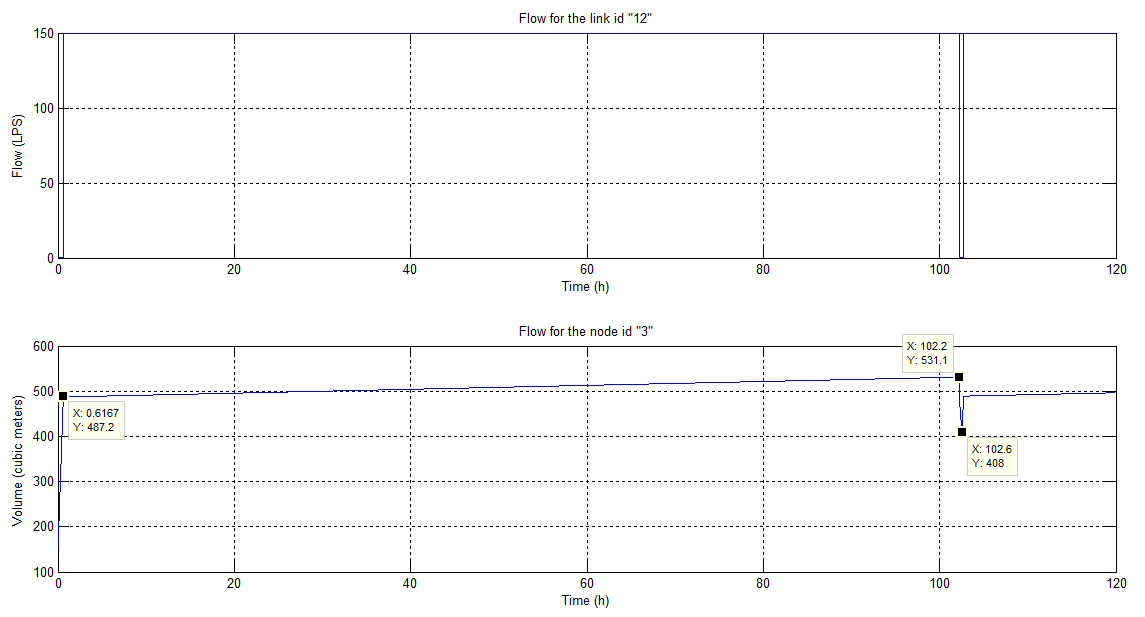 Flow for the link id "12"
150
100
50
0
Flow (LPS)
0 20 40 60 80 100 120
Time (h)
Flow for the node id "3"
600
500
400
300
200
100
Volume (cubic meters)
X: 0.6167
Y: 487.2
X: 102.2
Y: 531.1
X: 102.6
Y: 408
0 20 40 60 80 100 120
Time (h)